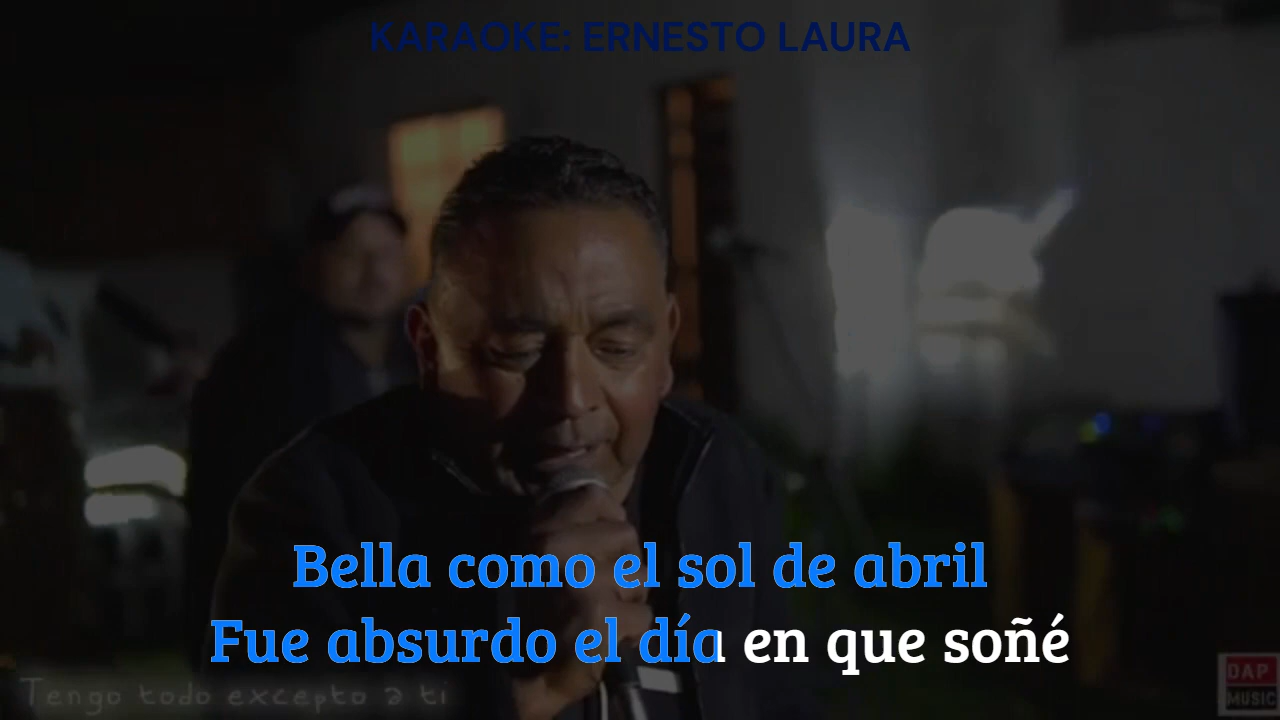 KARAOKE: ERNESTO LAURA
Bella como el sol de abril
Fue absurdo el día en que soñé
Tengo todo excepto a ti
DAP
MUSIC